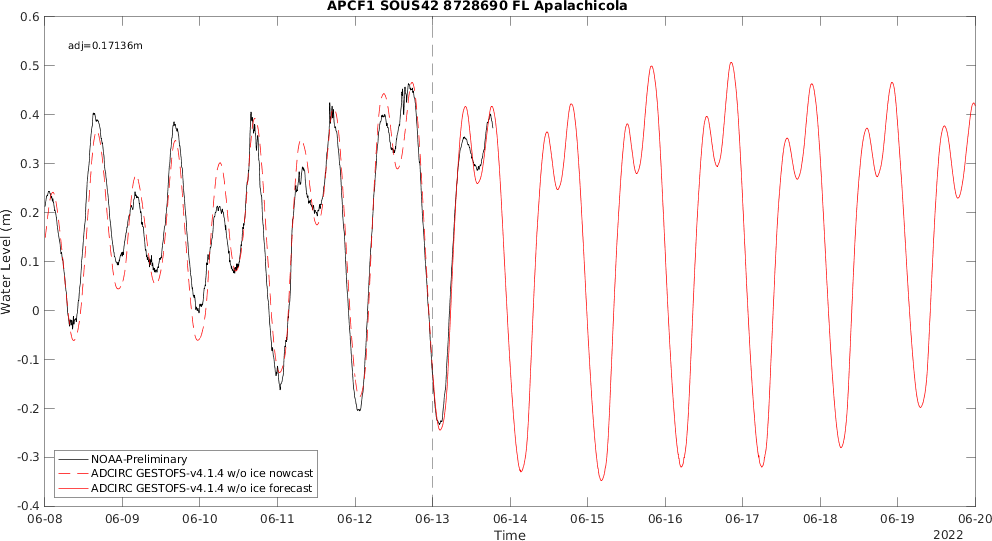 APCF1 SOUS42 8728690 FL Apalachicola
adj=0.17136m
0.6
0.5
0.4
0.3
0.2
0.1
0
-0.1
-0.2
-0.3
-0.4
Water Level (m)
NOAA-Preliminary
ADCIRC GESTOFS-v4.1.4 w/o ice nowcast
ADCIRC GESTOFS-v4.1.4 w/o ice forecast
06-08 06-09 06-10 06-11 06-12 06-13 06-14 06-15 06-16 06-17 06-18 06-19 06-20
Time
2022